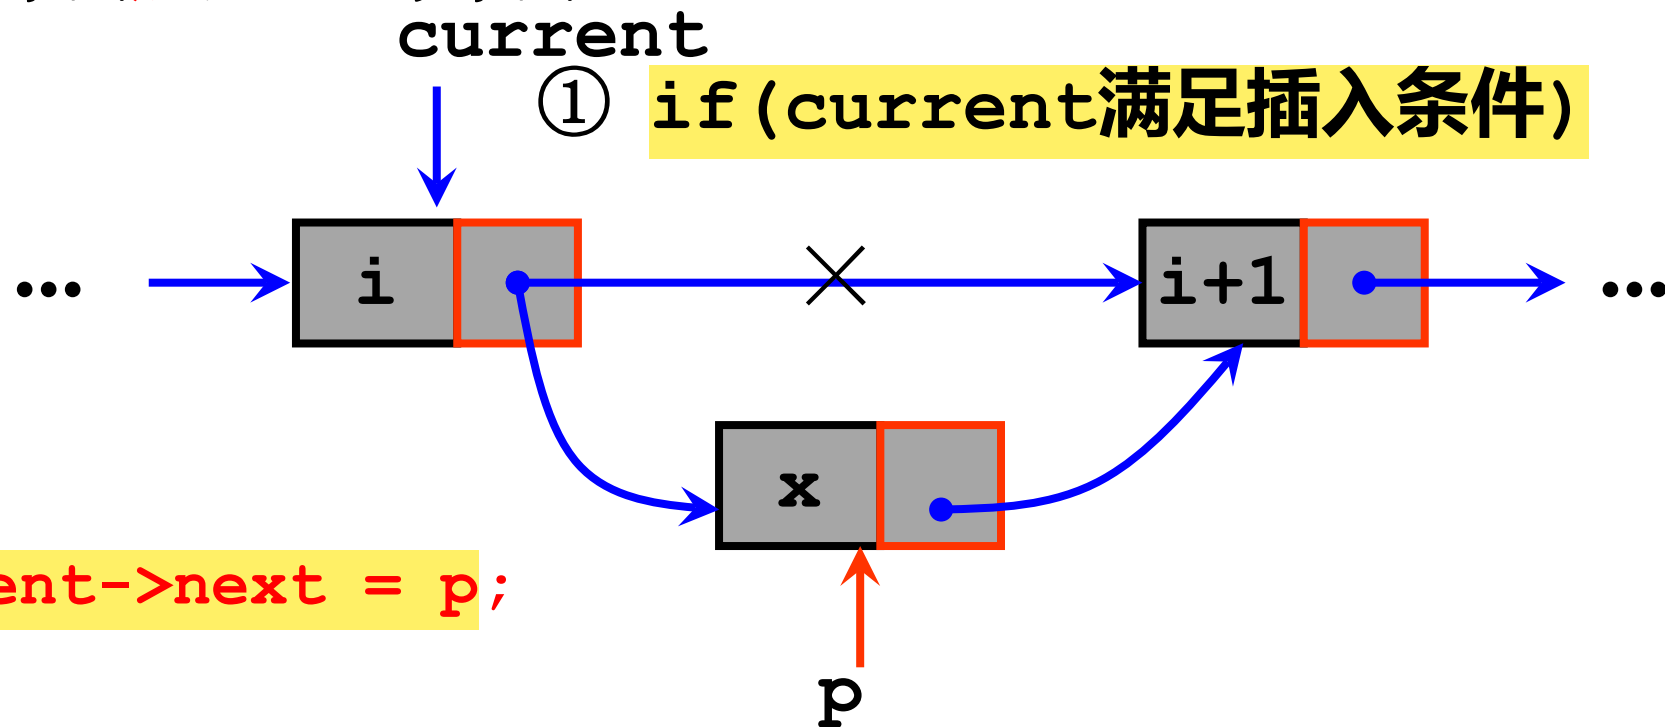 current
① if(current满足插入条件)
... i i+1 ...
x
ent->next = p;
p